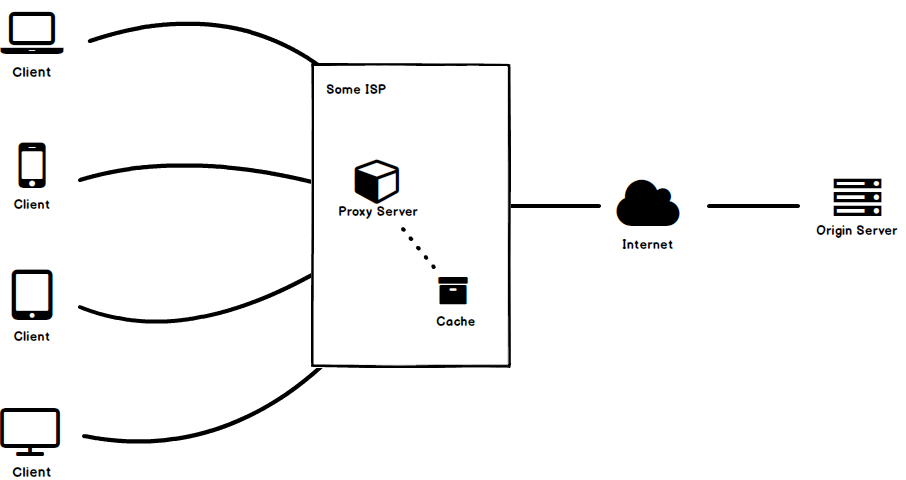 Client
Some ISP
Client
Proxy Server
Origin Server
Internet
Cache
Client
Client